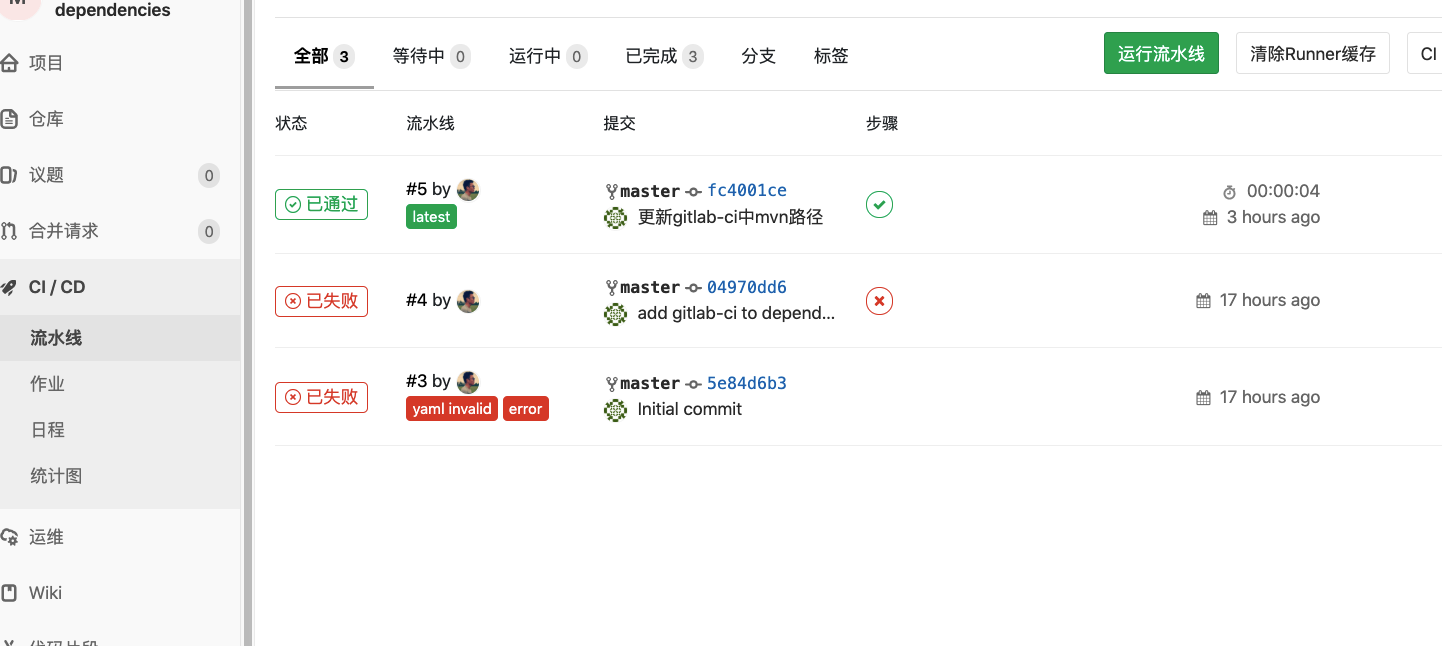 dependencies
项目
仓库
议题 0
合并请求 0
CI / CD
流水线
作业
日程
统计图
运维
Wiki
代码片段
全部 3 等待中 0 运行中 0 已完成 3 分支 标签 运行流水线 清除Runner缓存 CI
状态 流水线 提交 步骤
已通过 #5 by master fc4001ce 00:00:04
latest 更新gitlab-ci中mvn路径 3 hours ago
已失败 #4 by master 04970dd6 17 hours ago
add gitlab-ci to depend...
已失败 #3 by master 5e84d6b3 17 hours ago
yaml invalid error Initial commit